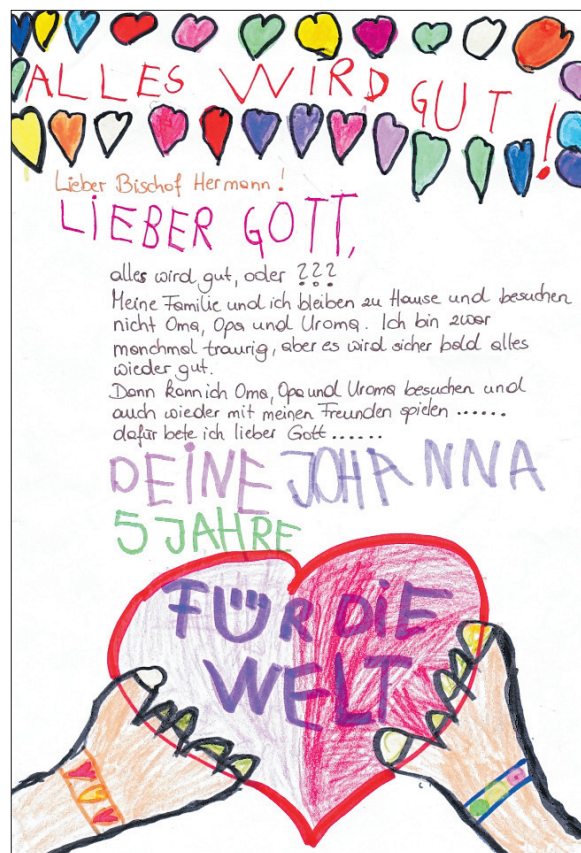 ALLES WIRD GUT!
Lieber Bischof Hermann!
LIEBER GOTT,
alles wird gut, oder ???
Meine Familie und ich bleiben zu Hause und besuchen
nicht Oma, Opa und Uroma. Ich bin zwar
manchmal traurig, aber es wird sicher bald alles
wieder gut.
Dann kann ich Oma, Opa und Uroma besuchen und
auch wieder mit meinen Freunden spielen ......
dafür bete ich lieber Gott ......
DEINE JOHANNA
5 JAHRE
FÜR DIE
WELT